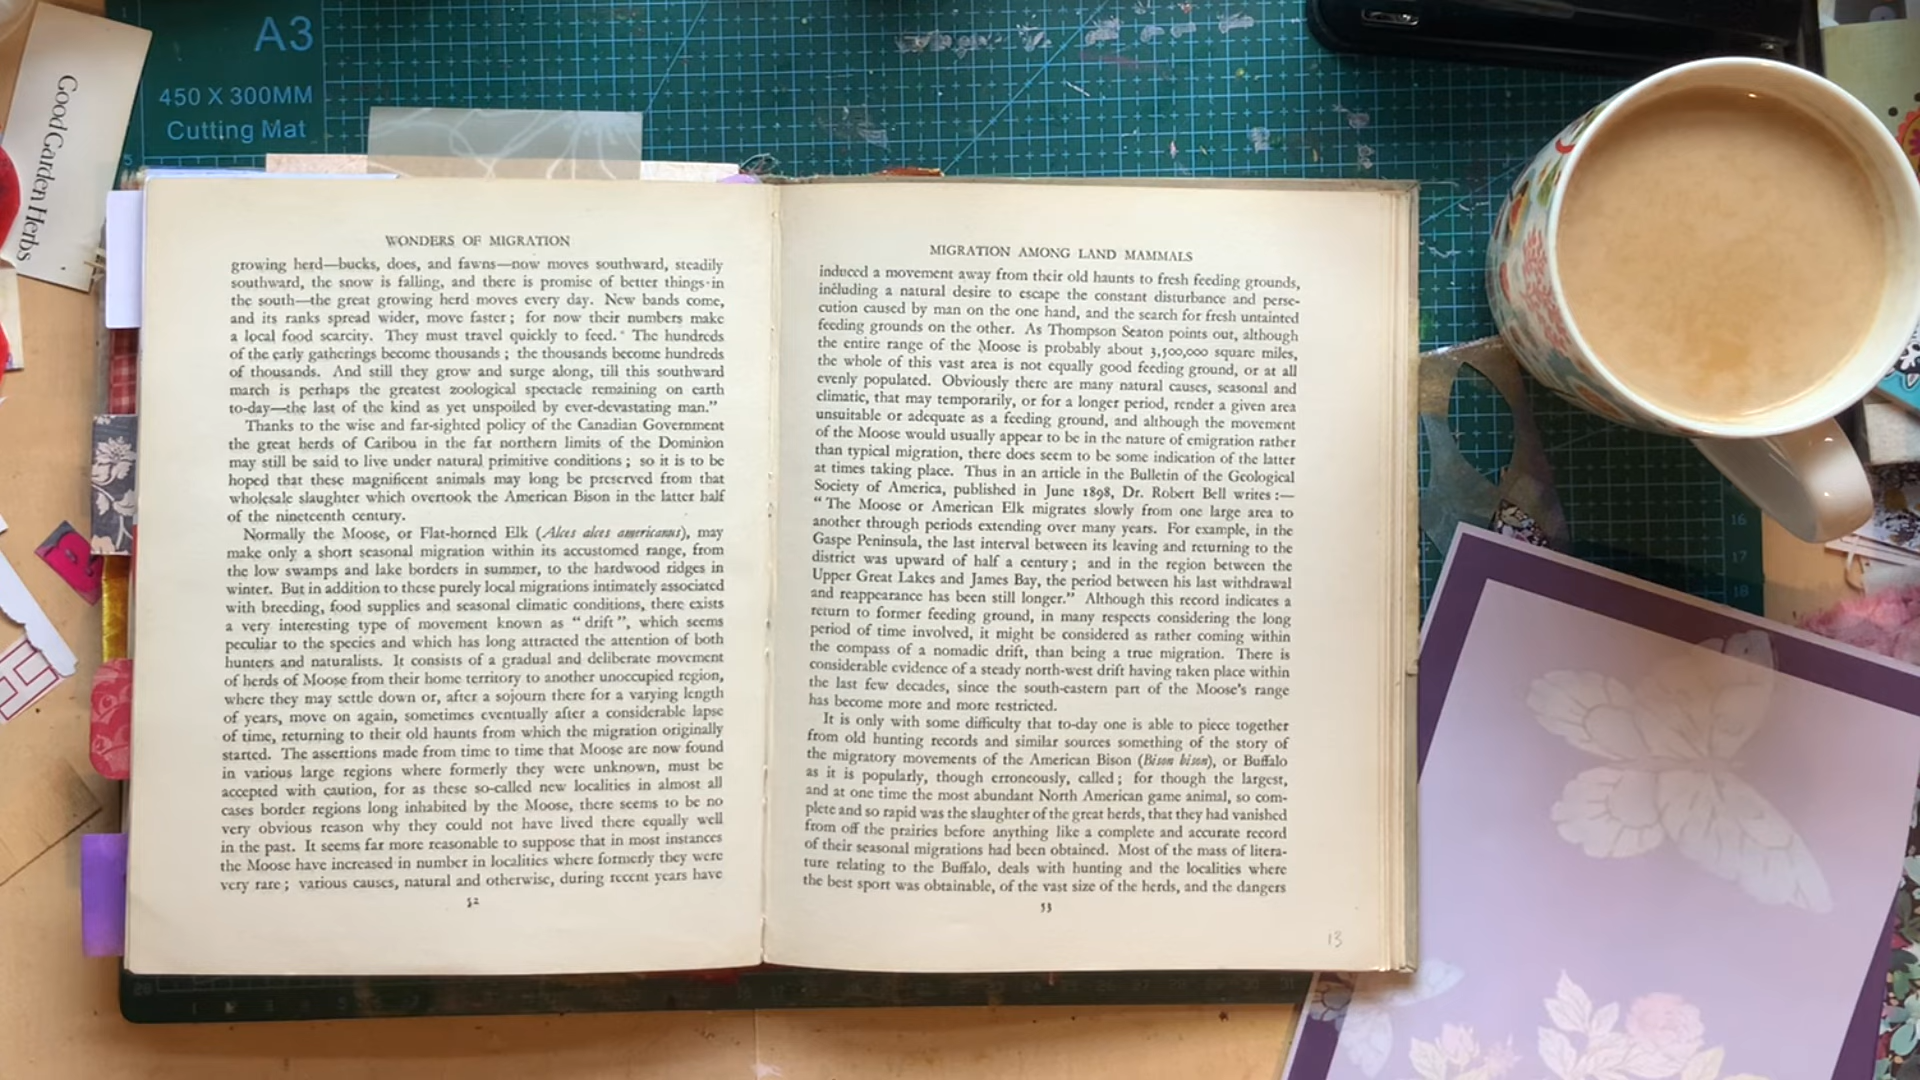 A3
450 X 300MM
Cutting Mat
Good Garden Herbs
WONDERS OF MIGRATION
growing herd—bucks, does, and fawns—now moves southward, steadily
southward, the snow is falling, and there is promise of better things in
the south—the great growing herd moves every day. New bands come,
and its ranks spread wider, move faster ; for now their numbers make
a local food scarcity. They must travel quickly to feed. The hundreds
of the early gatherings become thousands ; the thousands become hundreds
of thousands. And still they grow and surge along, till this southward
march is perhaps the greatest zoological spectacle remaining on earth
to-day—the last of the kind as yet unspoiled by ever-devastating man."
Thanks to the wise and far-sighted policy of the Canadian Government
the great herds of Caribou in the far northern limits of the Dominion
may still be said to live under natural primitive conditions ; so it is to be
hoped that these magnificent animals may long be preserved from that
wholesale slaughter which overtook the American Bison in the latter half
of the nineteenth century.
Normally the Moose, or Flat-horned Elk (Alces alces americanus), may
make only a short seasonal migration within its accustomed range, from
the low swamps and lake borders in summer, to the hardwood ridges in
winter. But in addition to these purely local migrations intimately associated
with breeding, food supplies and seasonal climatic conditions, there exists
a very interesting type of movement known as " drift ", which seems
peculiar to the species and which has long attracted the attention of both
hunters and naturalists. It consists of a gradual and deliberate movement
of herds of Moose from their home territory to another unoccupied region,
where they may settle down or, after a sojourn there for a varying length
of years, move on again, sometimes eventually after a considerable lapse
of time, returning to their old haunts from which the migration originally
started. The assertions made from time to time that Moose are now found
in various large regions where formerly they were unknown, must be
accepted with caution, for as these so-called new localities in almost all
cases border regions long inhabited by the Moose, there seems to be no
very obvious reason why they could not have lived there equally well
in the past. It seems far more reasonable to suppose that in most instances
the Moose have increased in number in localities where formerly they were
very rare ; various causes, natural and otherwise, during recent years have
52
MIGRATION AMONG LAND MAMMALS
induced a movement away from their old haunts to fresh feeding grounds,
including a natural desire to escape the constant disturbance and perse-
cution caused by man on the one hand, and the search for fresh untainted
feeding grounds on the other. As Thompson Seaton points out, although
the entire range of the Moose is probably about 3,500,000 square miles,
the whole of this vast area is not equally good feeding ground, or at all
evenly populated. Obviously there are many natural causes, seasonal and
climatic, that may temporarily, or for a longer period, render a given area
unsuitable or adequate as a feeding ground, and although the movement
of the Moose would usually appear to be in the nature of emigration rather
than typical migration, there does seem to be some indication of the latter
at times taking place. Thus in an article in the Bulletin of the Geological
Society of America, published in June 1898, Dr. Robert Bell writes :—
" The Moose or American Elk migrates slowly from one large area to
another through periods extending over many years. For example, in the
Gaspe Peninsula, the last interval between its leaving and returning to the
district was upward of half a century ; and in the region between the
Upper Great Lakes and James Bay, the period between his last withdrawal
and reappearance has been still longer." Although this record indicates a
return to former feeding ground, in many respects considering the long
period of time involved, it might be considered as rather coming within
the compass of a nomadic drift, than being a true migration. There is
considerable evidence of a steady north-west drift having taken place within
the last few decades, since the south-eastern part of the Moose's range
has become more and more restricted.
It is only with some difficulty that to-day one is able to piece together
from old hunting records and similar sources something of the story of
the migratory movements of the American Bison (Bison bison), or Buffalo
as it is popularly, though erroneously, called ; for though the largest,
and at one time the most abundant North American game animal, so com-
plete and so rapid was the slaughter of the great herds, that they had vanished
from off the prairies before anything like a complete and accurate record
of their seasonal migrations had been obtained. Most of the mass of litera-
ture relating to the Buffalo, deals with hunting and the localities where
the best sport was obtainable, of the vast size of the herds, and the dangers
53
13
16
17
18